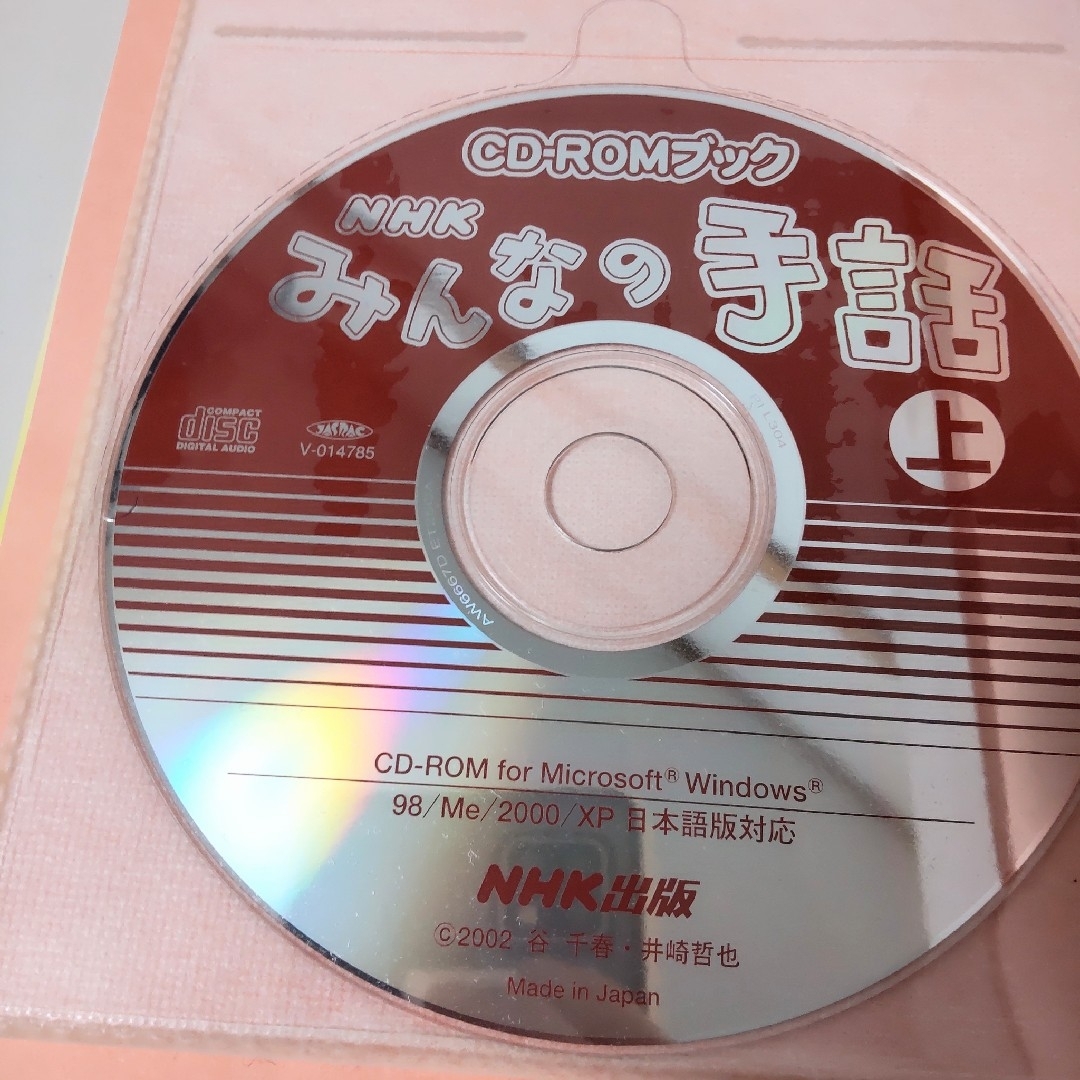 CD-ROMブック
NHK
みんなの手話
上
COMPACT
disc
DIGITAL AUDIO
JASRAC
V-014785
AW6667D E1
CD-ROM for Microsoft® Windows®
98/Me/2000/XP 日本語版対応
NHK出版
©2002 谷 千春・井崎哲也
Made in Japan